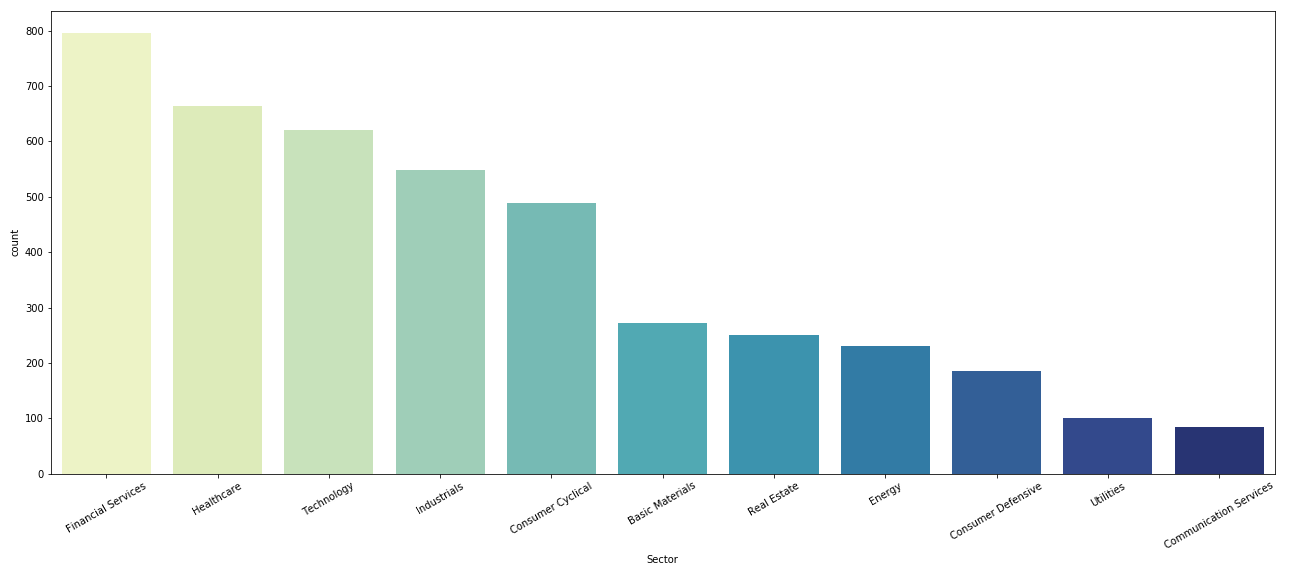 800
700
600
500
400
300
200
100
0
count
Financial Services
Healthcare
Technology
Industrials
Consumer Cyclical
Basic Materials
Real Estate
Energy
Consumer Defensive
Utilities
Communication Services
Sector